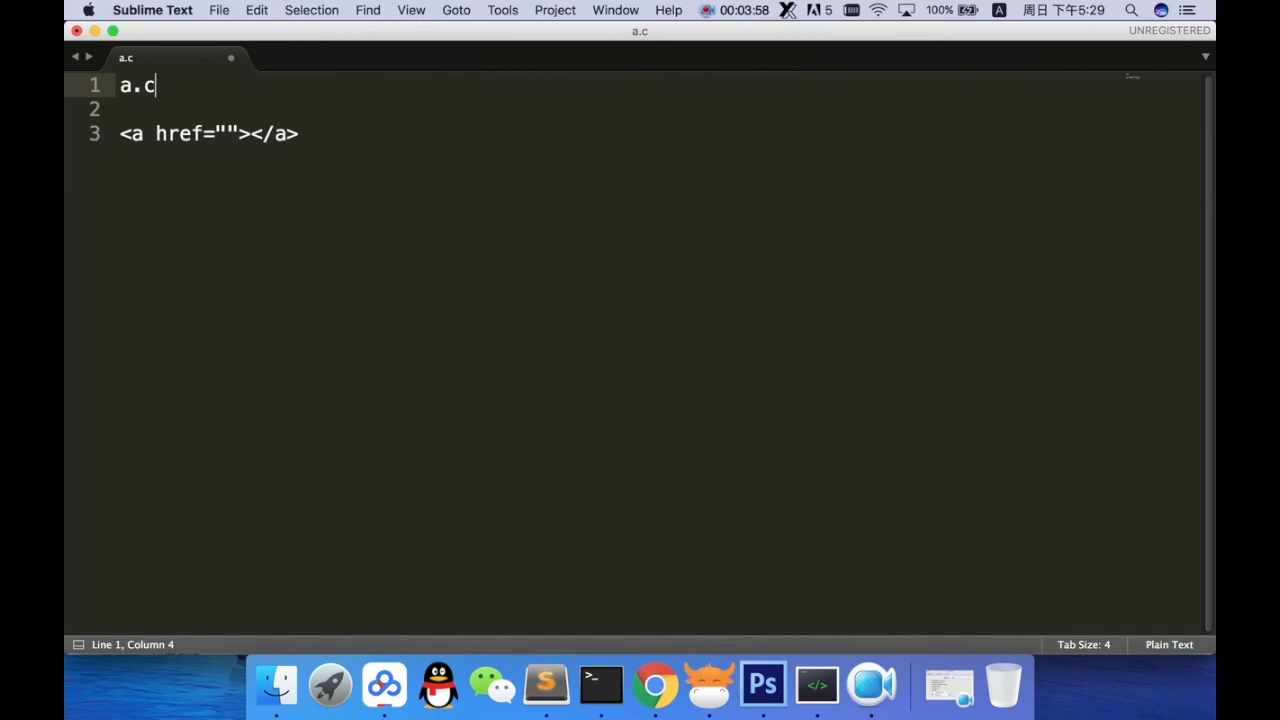 Sublime Text File Edit Selection Find View Goto Tools Project Window Help 00:03:58 5 100% A 周日 下午5:29
a.c UNREGISTERED
a.c
1 a.c
2
3 <a href=""></a>
Line 1, Column 4 Tab Size: 4 Plain Text
S >_ Ps </>